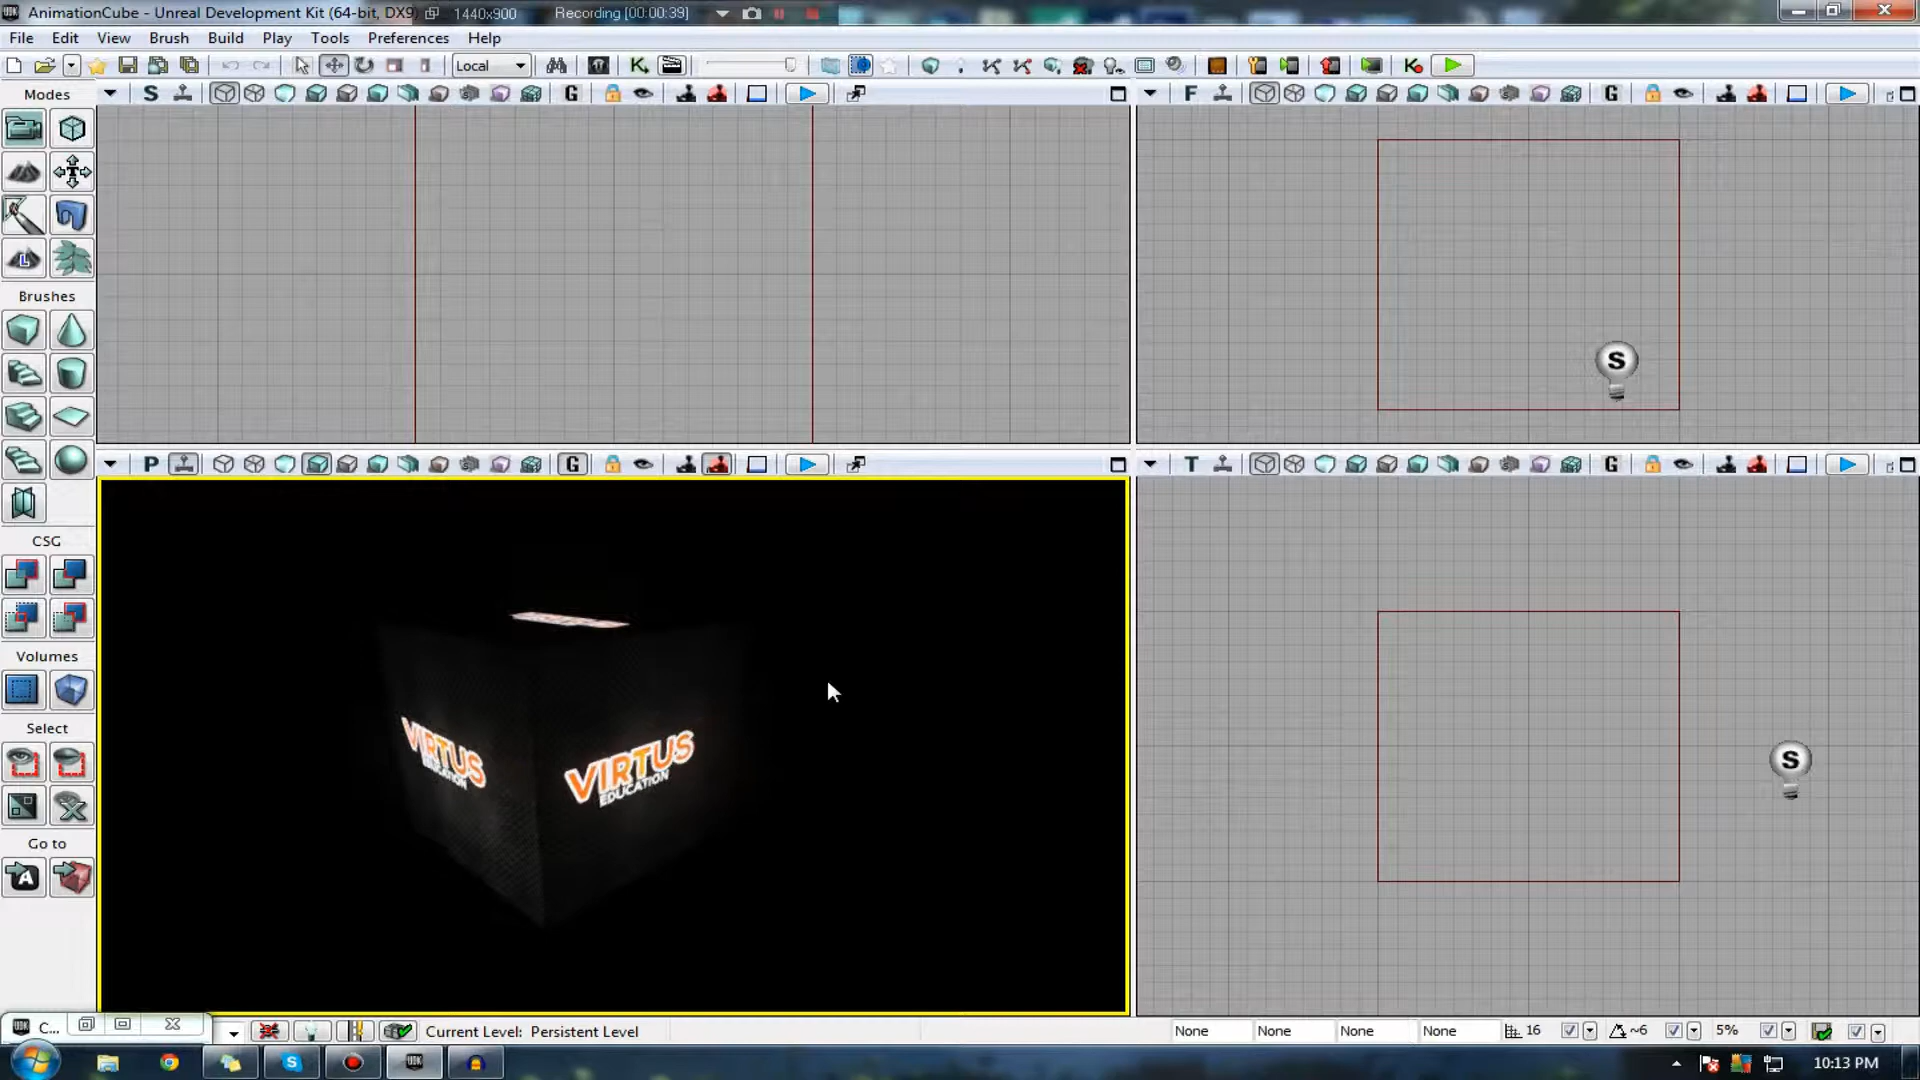 AnimationCube - Unreal Development Kit (64-bit, DX9)
1440x900
Recording [00:00:39]
File Edit View Brush Build Play Tools Preferences Help
Local
Modes
S
G
F
G
Brushes
P
G
T
G
CSG
Volumes
Select
Go to
S
S
VIRTUS
EDUCATION
VIRTUS
EDUCATION
C...
Current Level: Persistent Level
None None None None 16 ~6 5%
10:13 PM